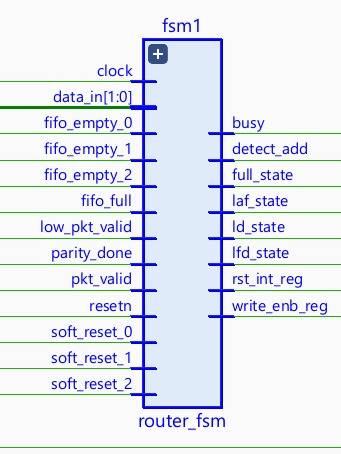 fsm1
+
clock
data_in[1:0]
fifo_empty_0
fifo_empty_1
fifo_empty_2
fifo_full
low_pkt_valid
parity_done
pkt_valid
resetn
soft_reset_0
soft_reset_1
soft_reset_2
busy
detect_add
full_state
laf_state
ld_state
lfd_state
rst_int_reg
write_enb_reg
router_fsm